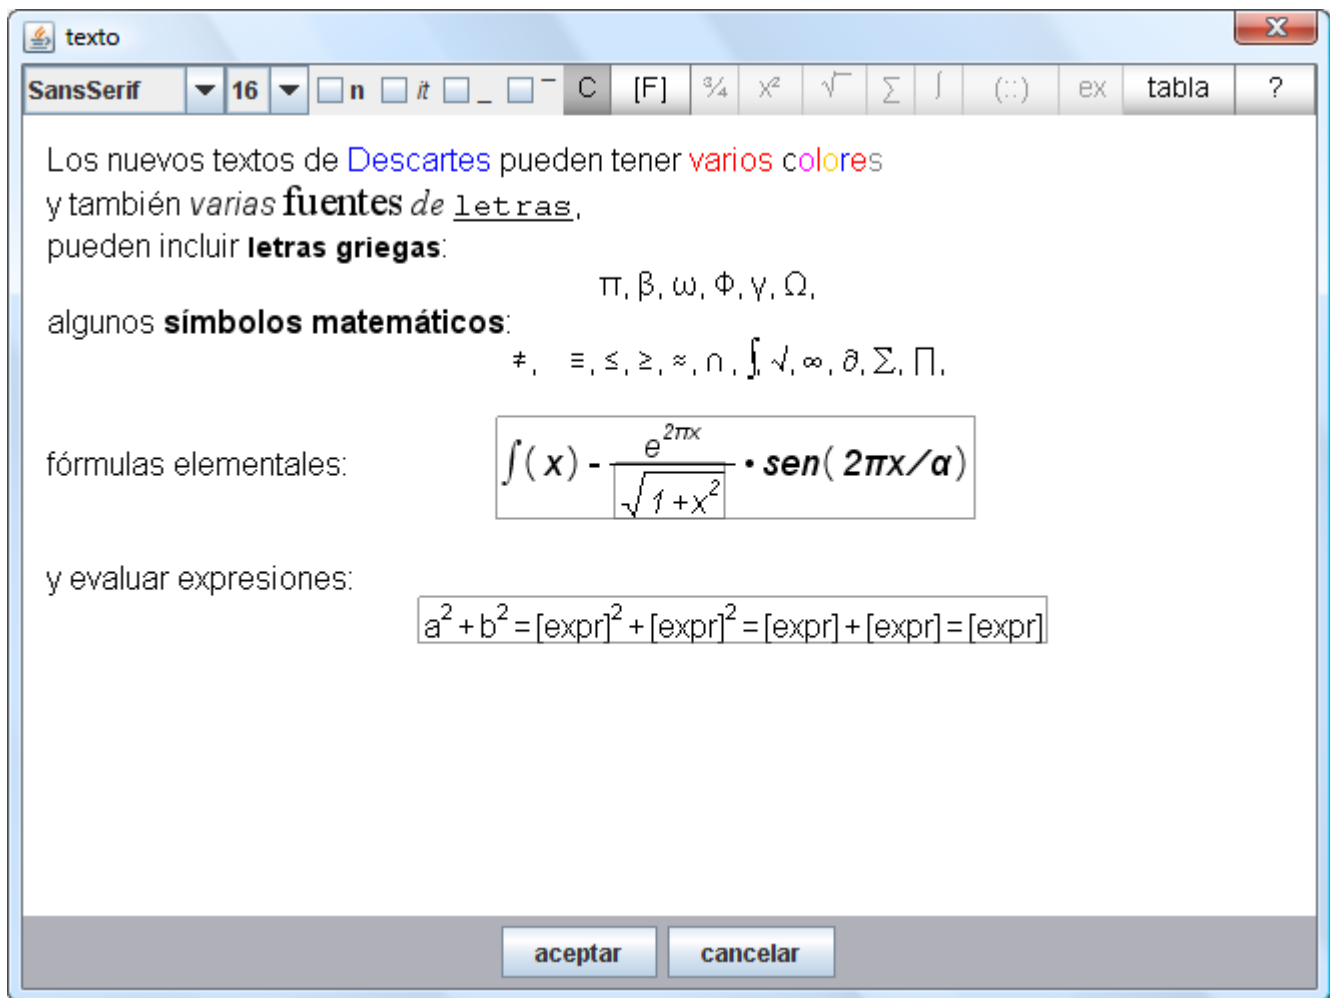 texto
SansSerif 16 n it _ ‾ C [F] ¾ x² √‾ ∑ ∫ (::) ex tabla ?
Los nuevos textos de Descartes pueden tener varios colores
y también varias fuentes de letras,
pueden incluir letras griegas:
π, β, ω, Φ, γ, Ω,
algunos símbolos matemáticos:
≠, ≡, ≤, ≥, ≈, ∩, ∫, √, ∞, ∂, ∑, ∏,
fórmulas elementales: ∫(x) - e^{2πx} / √(1+x²) • sen( 2πx/α)
y evaluar expresiones:
a² + b² = [expr]² + [expr]² = [expr] + [expr] = [expr]
aceptar cancelar